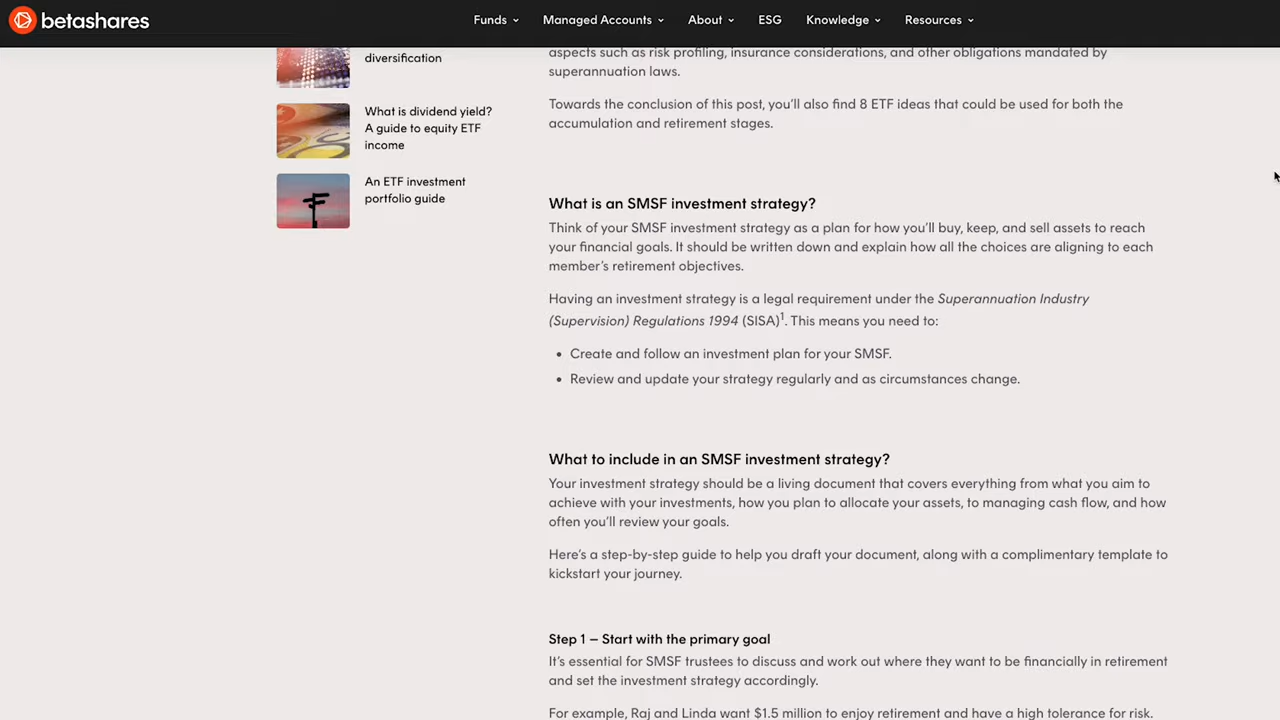 betashares
Funds
Managed Accounts
About
ESG
Knowledge
Resources
diversification
What is dividend yield?
A guide to equity ETF
income
An ETF investment
portfolio guide
aspects such as risk profiling, insurance considerations, and other obligations mandated by
superannuation laws.
Towards the conclusion of this post, you'll also find 8 ETF ideas that could be used for both the
accumulation and retirement stages.
What is an SMSF investment strategy?
Think of your SMSF investment strategy as a plan for how you'll buy, keep, and sell assets to reach
your financial goals. It should be written down and explain how all the choices are aligning to each
member's retirement objectives.
Having an investment strategy is a legal requirement under the Superannuation Industry
(Supervision) Regulations 1994 (SISA)1. This means you need to:
• Create and follow an investment plan for your SMSF.
• Review and update your strategy regularly and as circumstances change.
What to include in an SMSF investment strategy?
Your investment strategy should be a living document that covers everything from what you aim to
achieve with your investments, how you plan to allocate your assets, to managing cash flow, and how
often you'll review your goals.
Here's a step-by-step guide to help you draft your document, along with a complimentary template to
kickstart your journey.
Step 1 – Start with the primary goal
It's essential for SMSF trustees to discuss and work out where they want to be financially in retirement
and set the investment strategy accordingly.
For example, Raj and Linda want $1.5 million to enjoy retirement and have a high tolerance for risk.